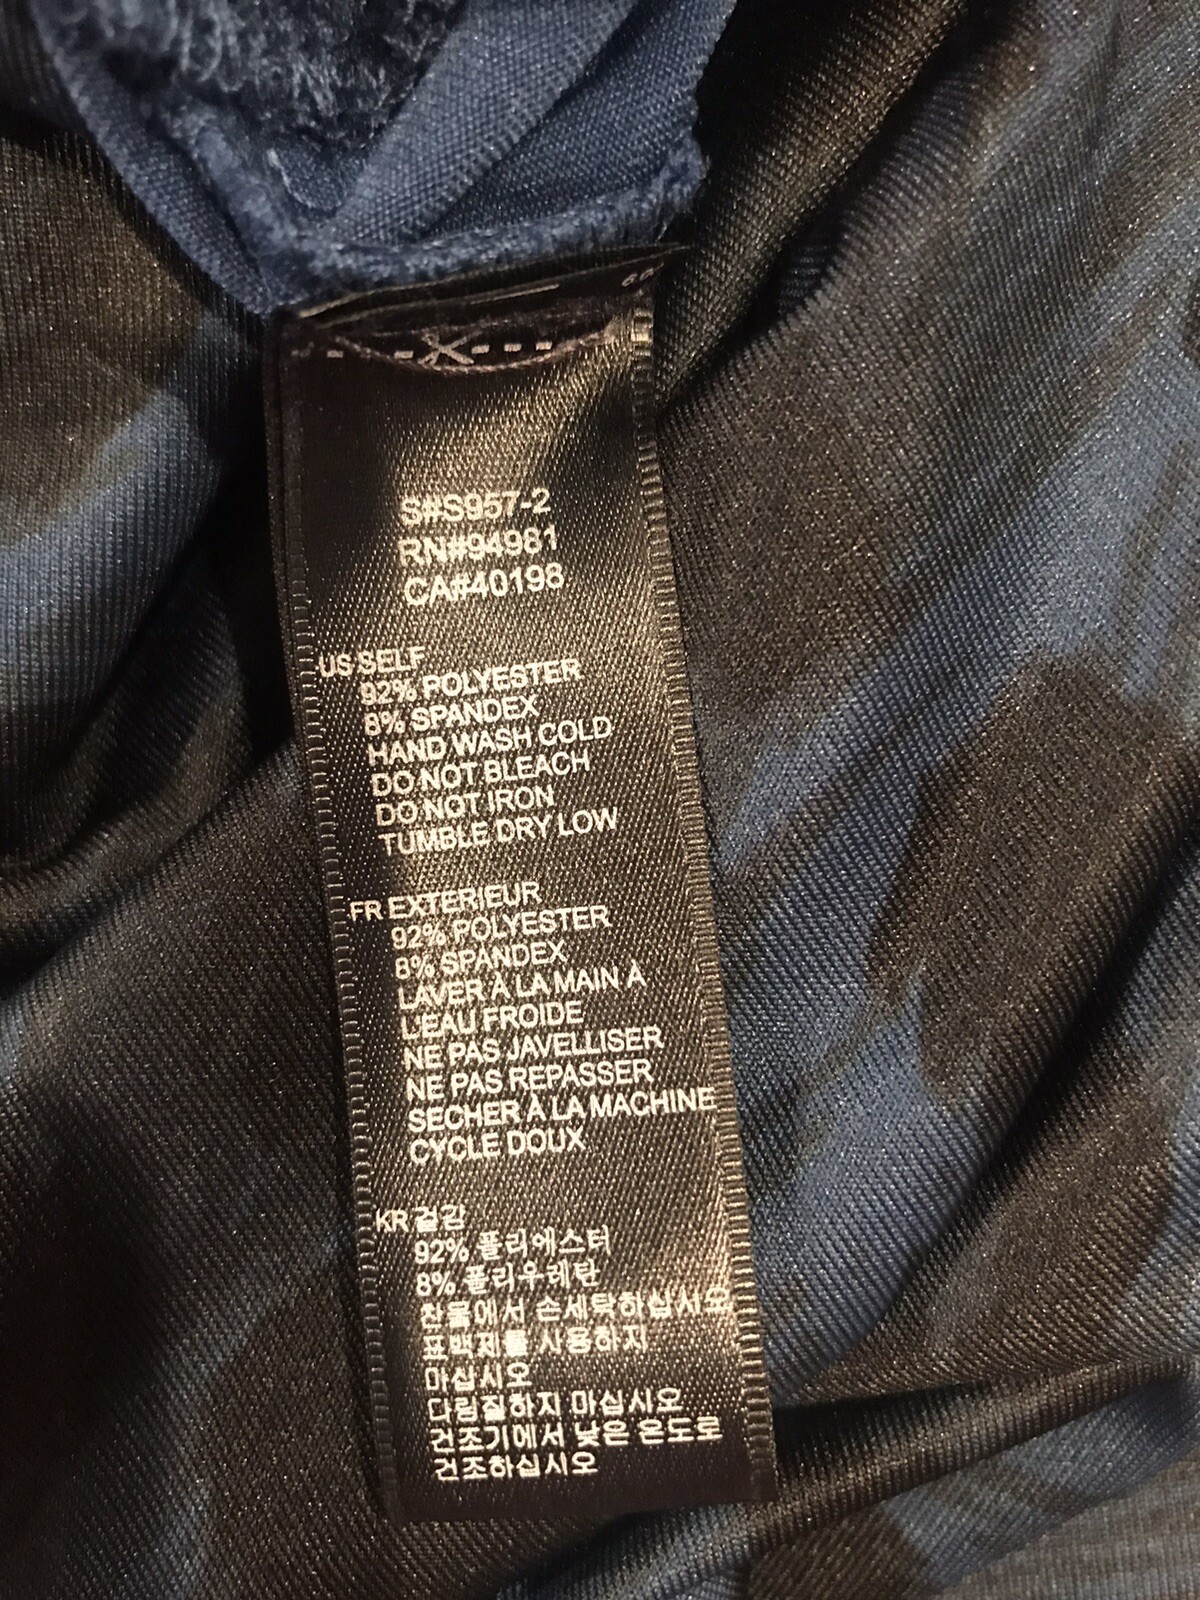 S#S957-2
RN#94981
CA#40198
US SELF
92% POLYESTER
8% SPANDEX
HAND WASH COLD
DO NOT BLEACH
DO NOT IRON
TUMBLE DRY LOW
FR EXTERIEUR
92% POLYESTER
8% SPANDEX
LAVER À LA MAIN À
L'EAU FROIDE
NE PAS JAVELLISER
NE PAS REPASSER
SECHER À LA MACHINE
CYCLE DOUX
KR 겉감
92% 폴리에스터
8% 폴리우레탄
찬물에서 손세탁하십시오
표백제를 사용하지
마십시오
다림질하지 마십시오
건조기에서 낮은 온도로
건조하십시오